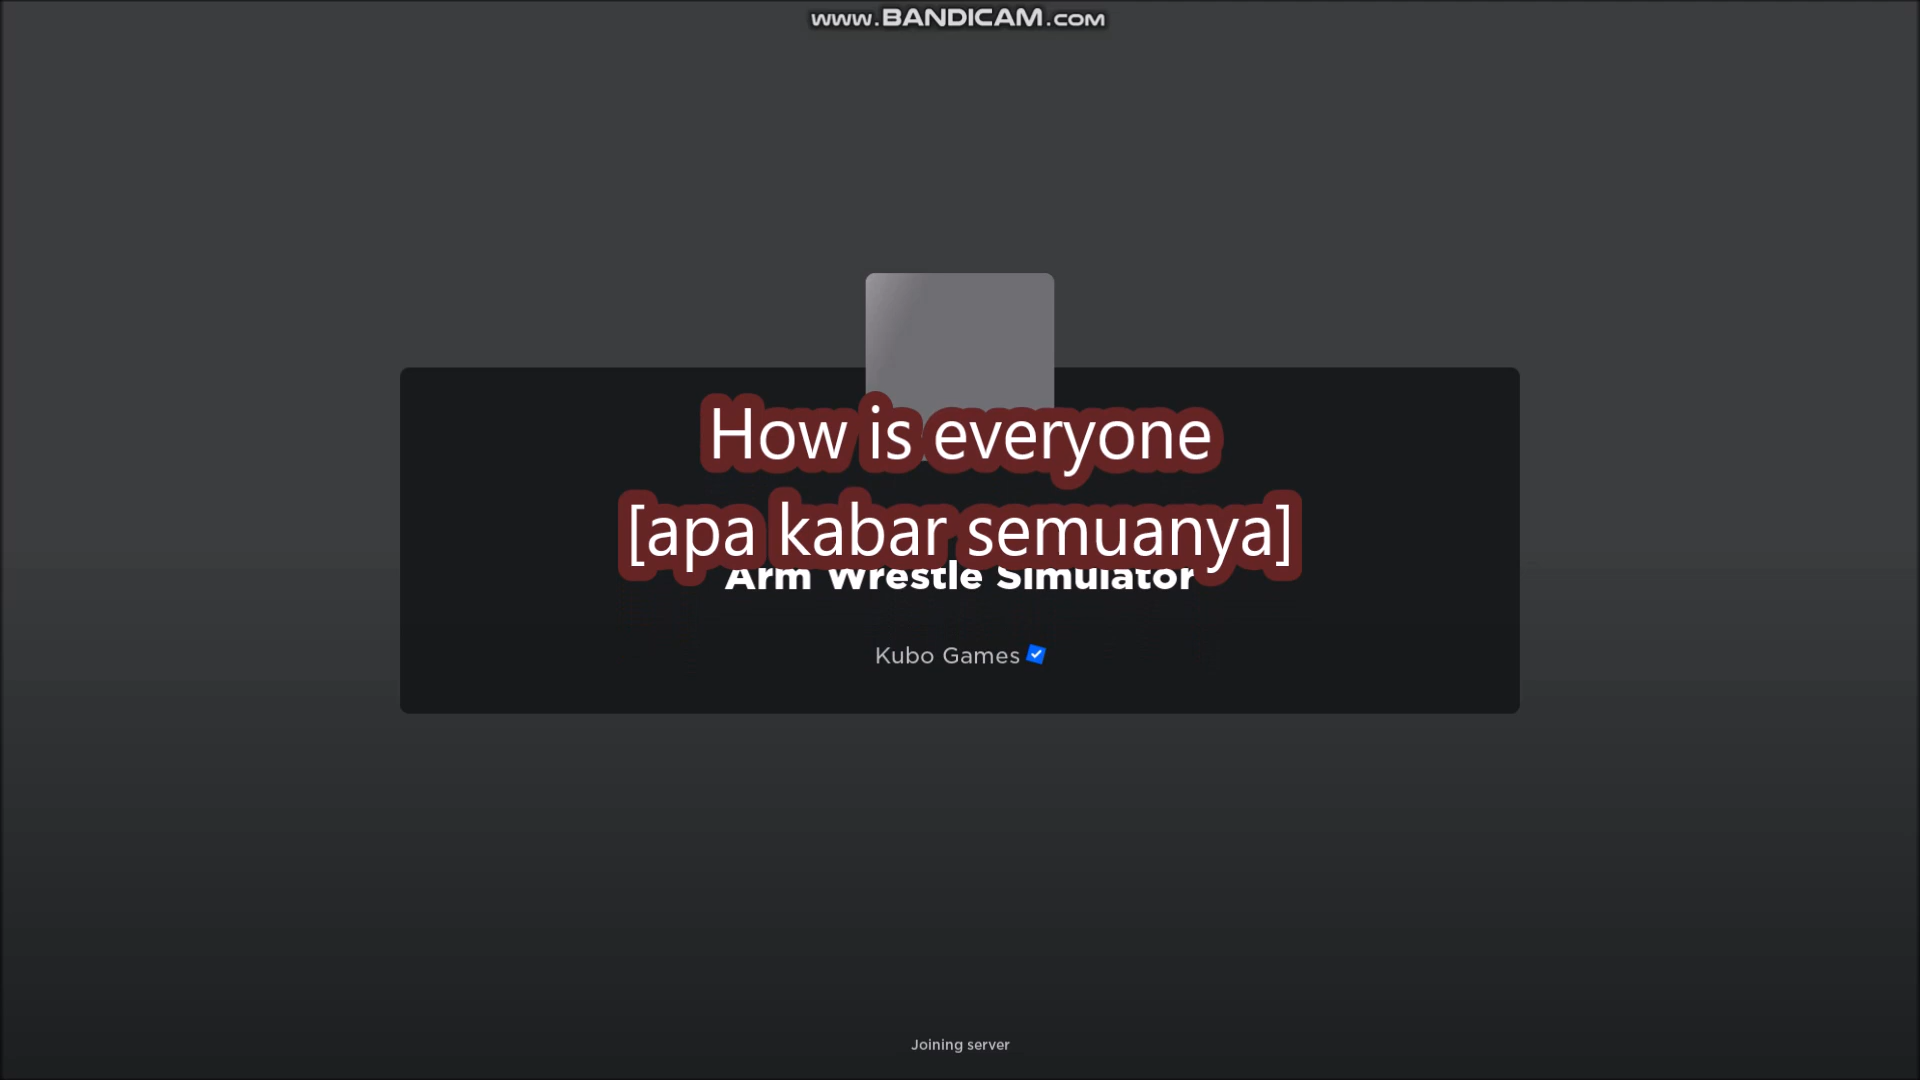 www.BANDICAM.com
How is everyone
[apa kabar semuanya]
Arm Wrestle Simulator
Kubo Games
Joining server